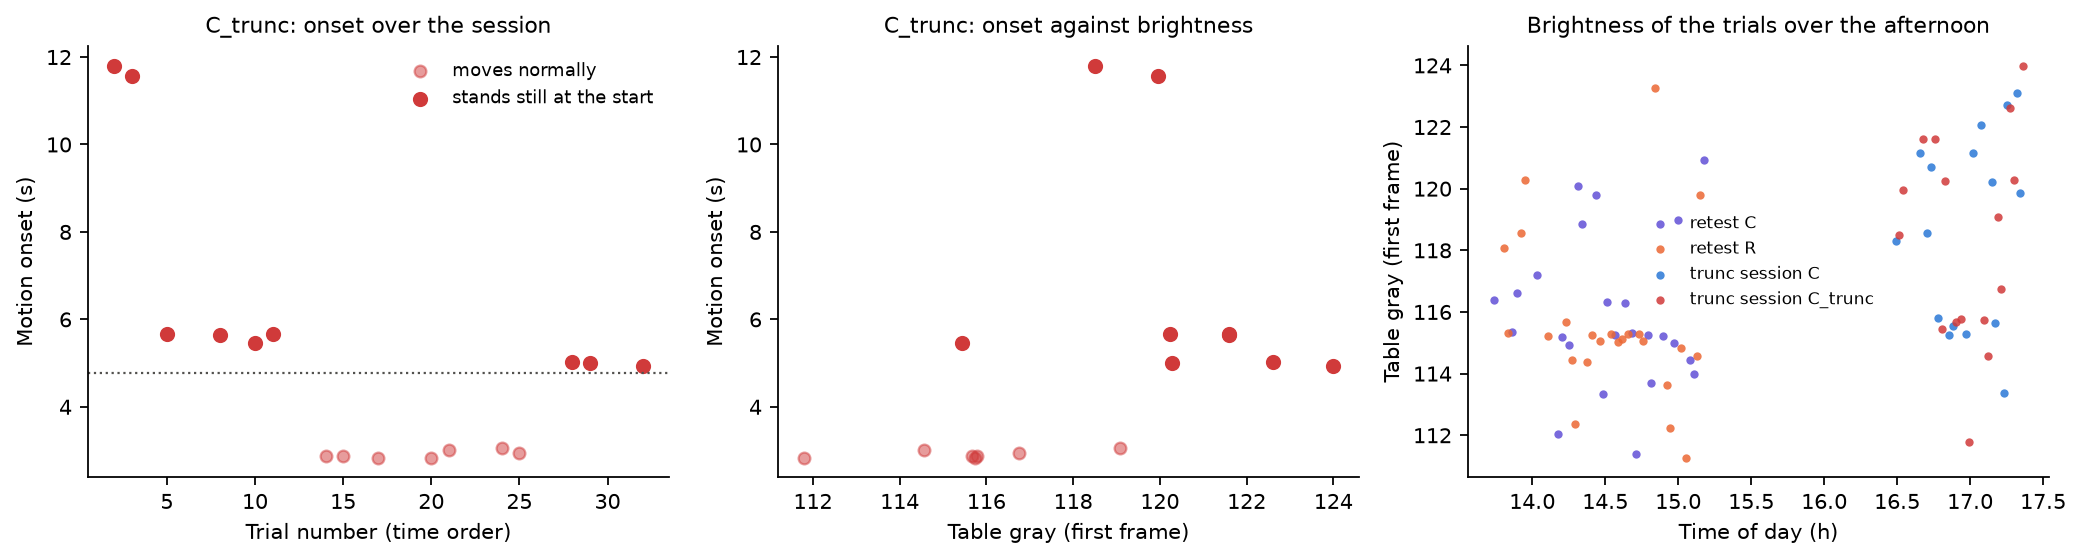 C_trunc: onset over the session
Motion onset (s)
12
10
8
6
4
moves normally
stands still at the start
5
10
15
20
25
30
Trial number (time order)
C_trunc: onset against brightness
Motion onset (s)
12
10
8
6
4
112
114
116
118
120
122
124
Table gray (first frame)
Brightness of the trials over the afternoon
Table gray (first frame)
124
122
120
118
116
114
112
retest C
retest R
trunc session C
trunc session C_trunc
14.0
14.5
15.0
15.5
16.0
16.5
17.0
17.5
Time of day (h)